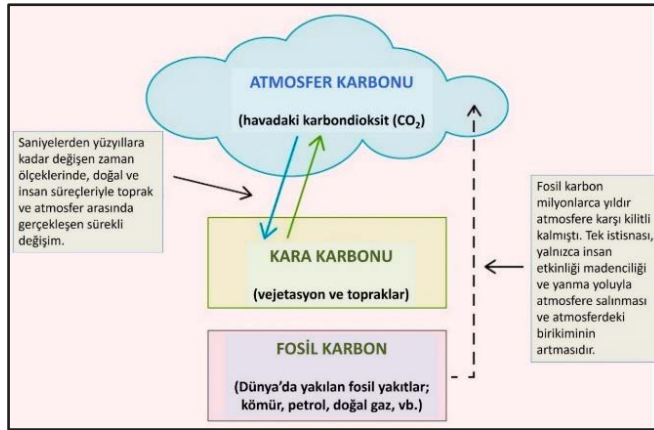 ATMOSFER KARBONU
(havadaki karbondioksit (CO₂)
Saniyelerden yüzyıllara
kadar değişen zaman
ölçeklerinde, doğal ve
insan süreçleriyle toprak
ve atmosfer arasında
gerçekleşen sürekli
değişim.
Fosil karbon
milyonlarca yıldır
atmosfere karşı kilitli
kalmıştı. Tek istisnası,
yalnızca insan
etkinliği madenciliği
ve yanma yoluyla
atmosfere salınması
ve atmosferdeki
birikiminin
artmasıdır.
KARA KARBONU
(vejetasyon ve topraklar)
FOSİL KARBON
(Dünya’da yakılan fosil yakıtlar;
kömür, petrol, doğal gaz, vb.)